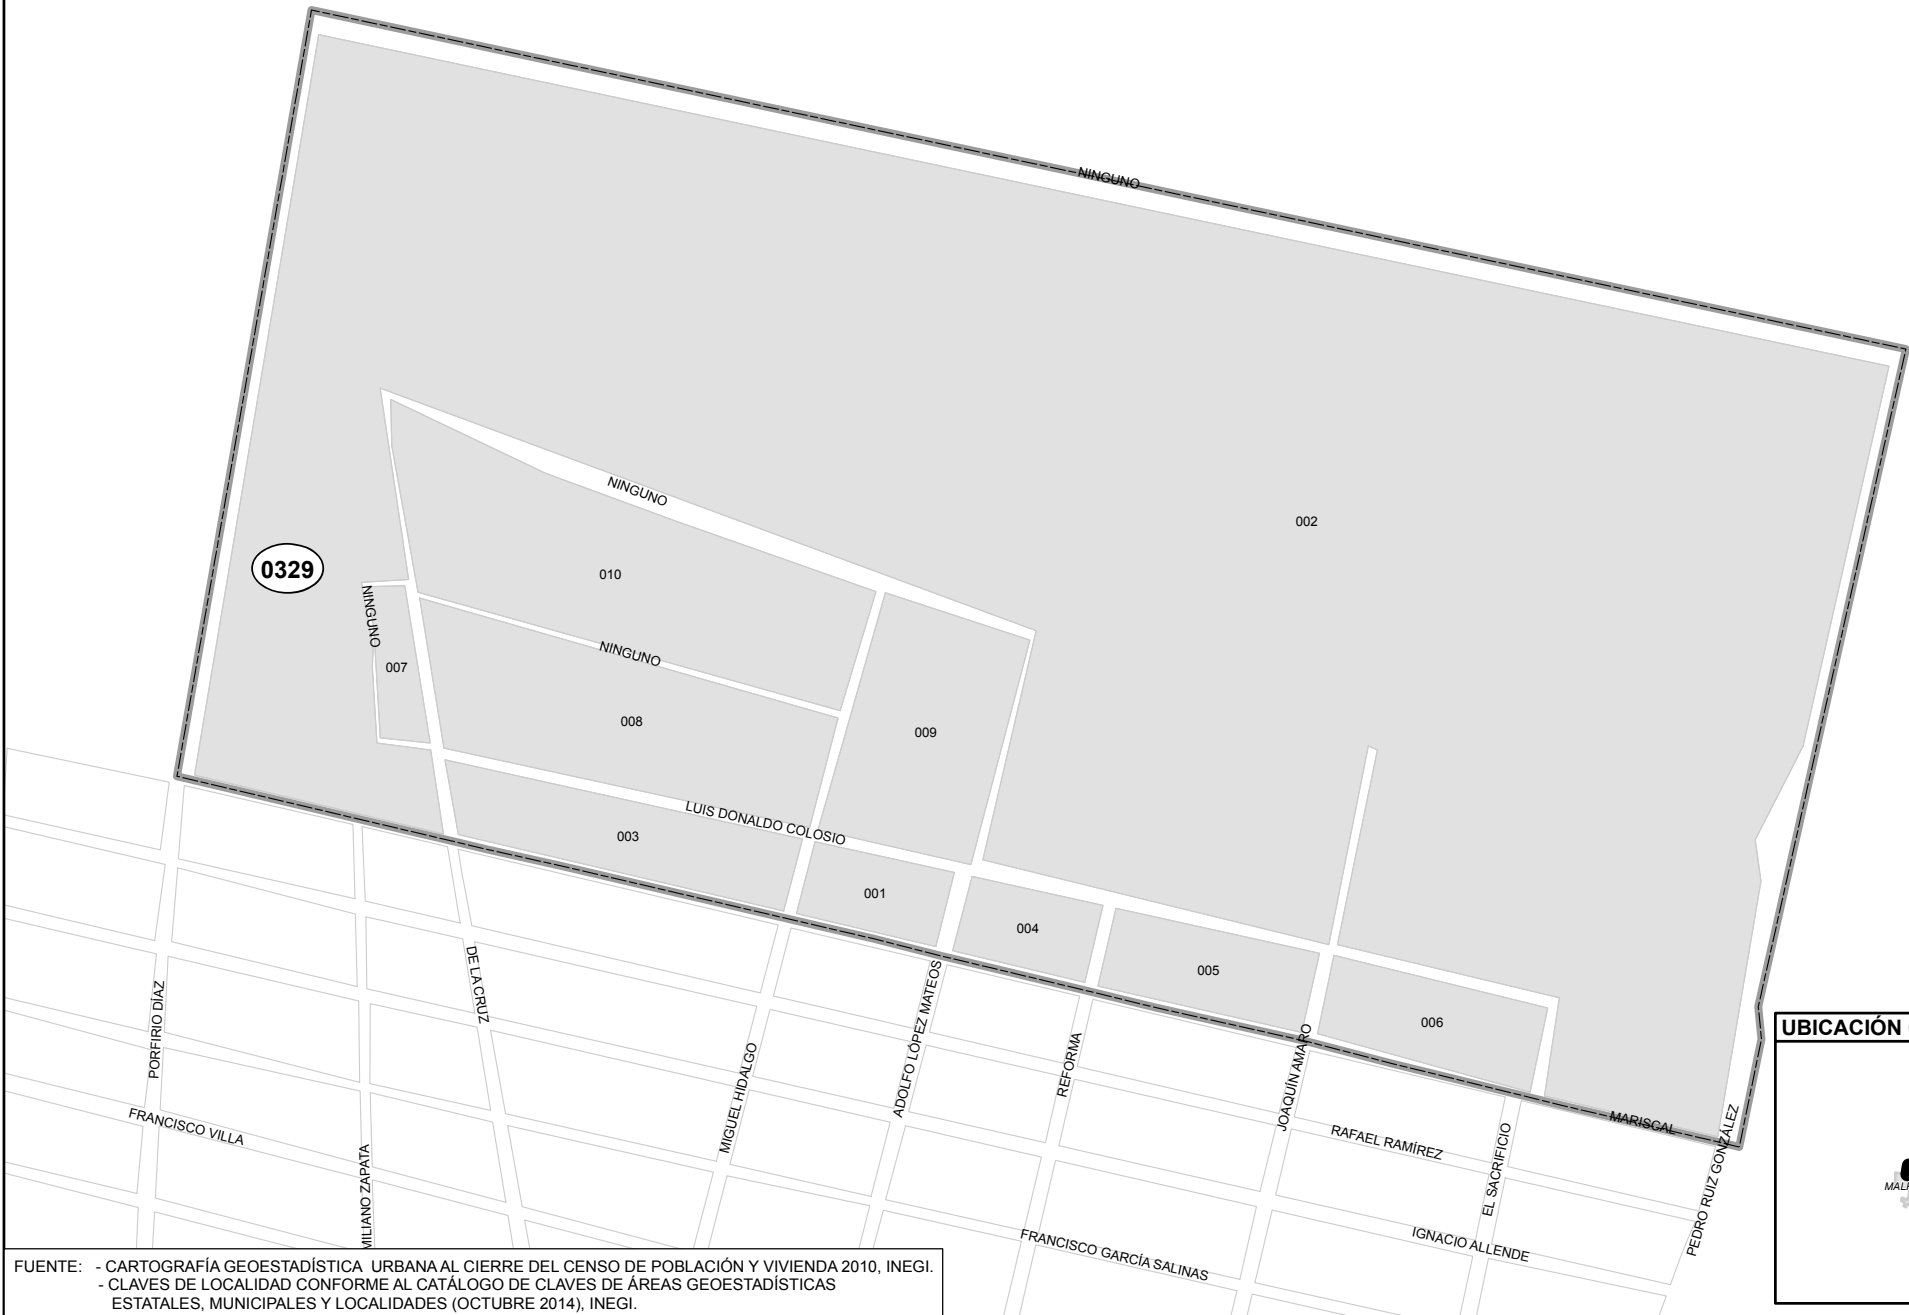 NINGUNO
NINGUNO
002
0329
010
NINGUNO
NINGUNO
007
008
009
LUIS DONALDO COLOSIO
003
001
004
005
006
DE LA CRUZ
PORFIRIO DÍAZ
MIGUEL HIDALGO
ADOLFO LÓPEZ MATEOS
REFORMA
JOAQUÍN AMARO
MARISCAL
UBICACIÓN
FRANCISCO VILLA
MILIANO ZAPATA
RAFAEL RAMÍREZ
EL SACRIFICIO
PEDRO RUIZ GONZÁLEZ
FRANCISCO GARCÍA SALINAS
IGNACIO ALLENDE
FUENTE: - CARTOGRAFÍA GEOESTADÍSTICA URBANA AL CIERRE DEL CENSO DE POBLACIÓN Y VIVIENDA 2010, INEGI.
- CLAVES DE LOCALIDAD CONFORME AL CATÁLOGO DE CLAVES DE ÁREAS GEOESTADÍSTICAS
ESTATALES, MUNICIPALES Y LOCALIDADES (OCTUBRE 2014), INEGI.